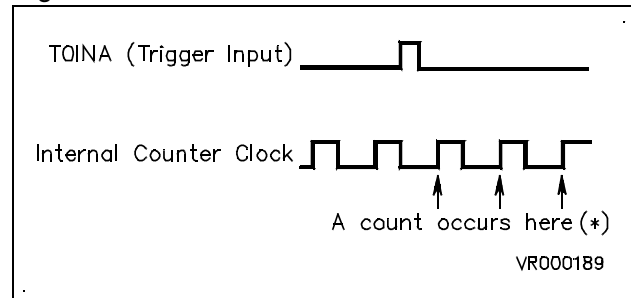 T0INA (Trigger Input)
Internal Counter Clock
A count occurs here (*)
VR000189